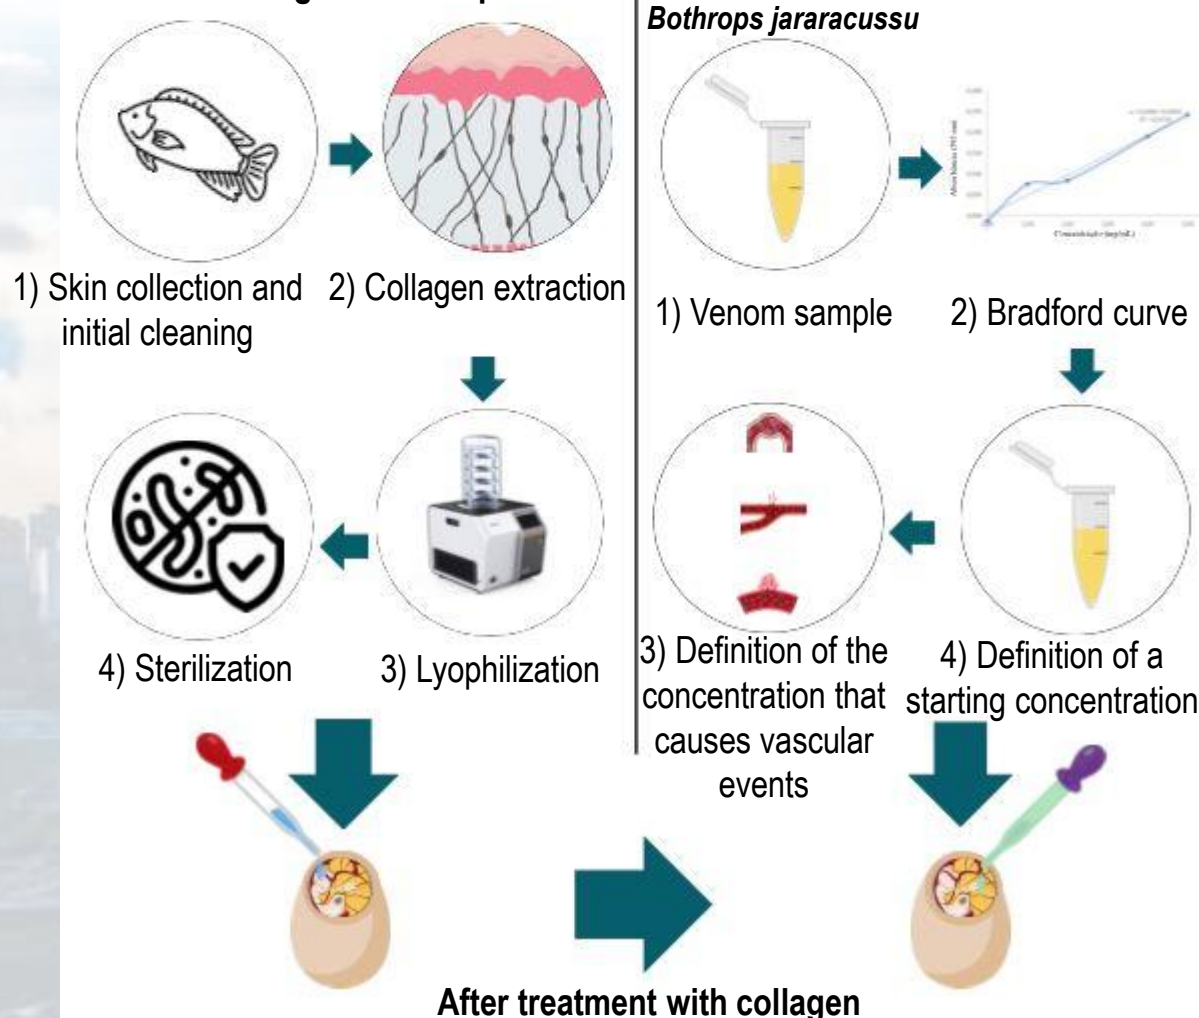 Bothrops jararacussu
1) Skin collection and
initial cleaning
2) Collagen extraction
1) Venom sample
2) Bradford curve
4) Sterilization
3) Lyophilization
3) Definition of the
concentration that
causes vascular
events
4) Definition of a
starting concentration
After treatment with collagen